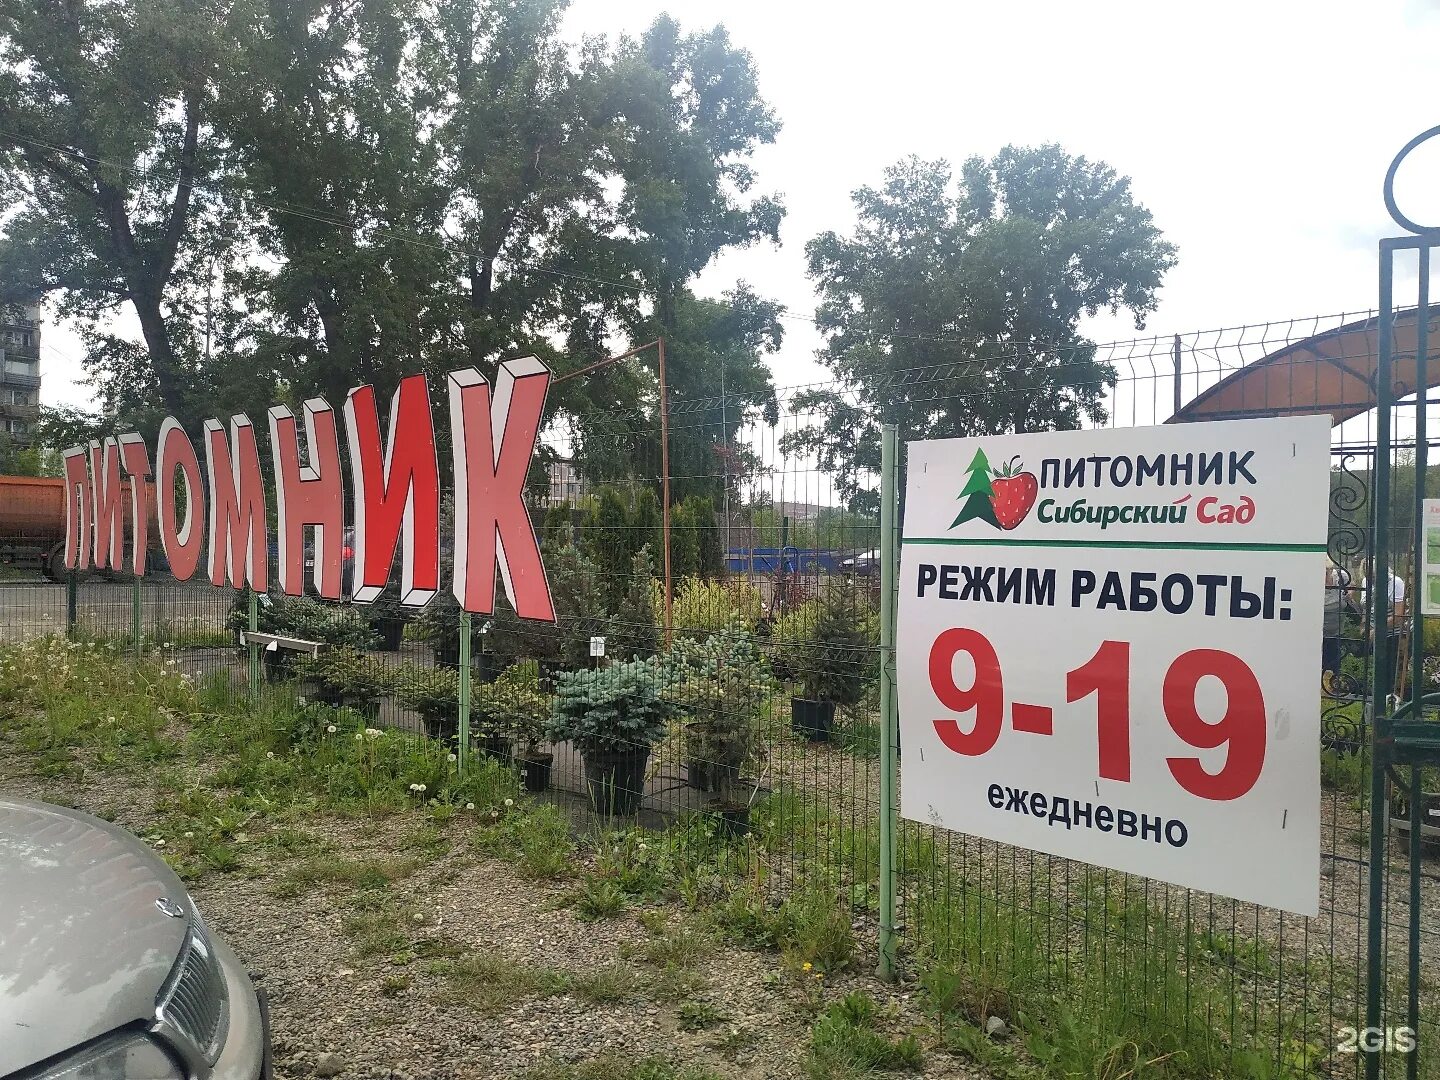 ПИТОМНИК
ПИТОМНИК
Сибирский Сад
РЕЖИМ РАБОТЫ:
9-19
ежедневно
2GIS